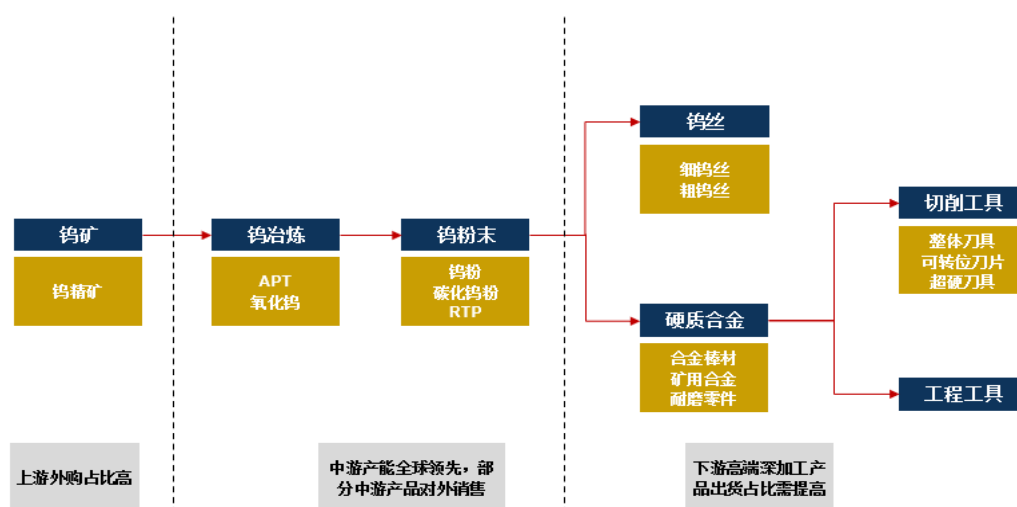 钨矿
钨精矿
钨冶炼
APT
氧化钨
钨粉末
钨粉
碳化钨粉
RTP
钨丝
细钨丝
粗钨丝
硬质合金
合金棒材
矿用合金
耐磨零件
切削工具
整体刀具
可转位刀片
超硬刀具
工程工具
上游外购占比高
中游产能全球领先，部
分中游产品对外销售
下游高端深加工产
品出货占比需提高